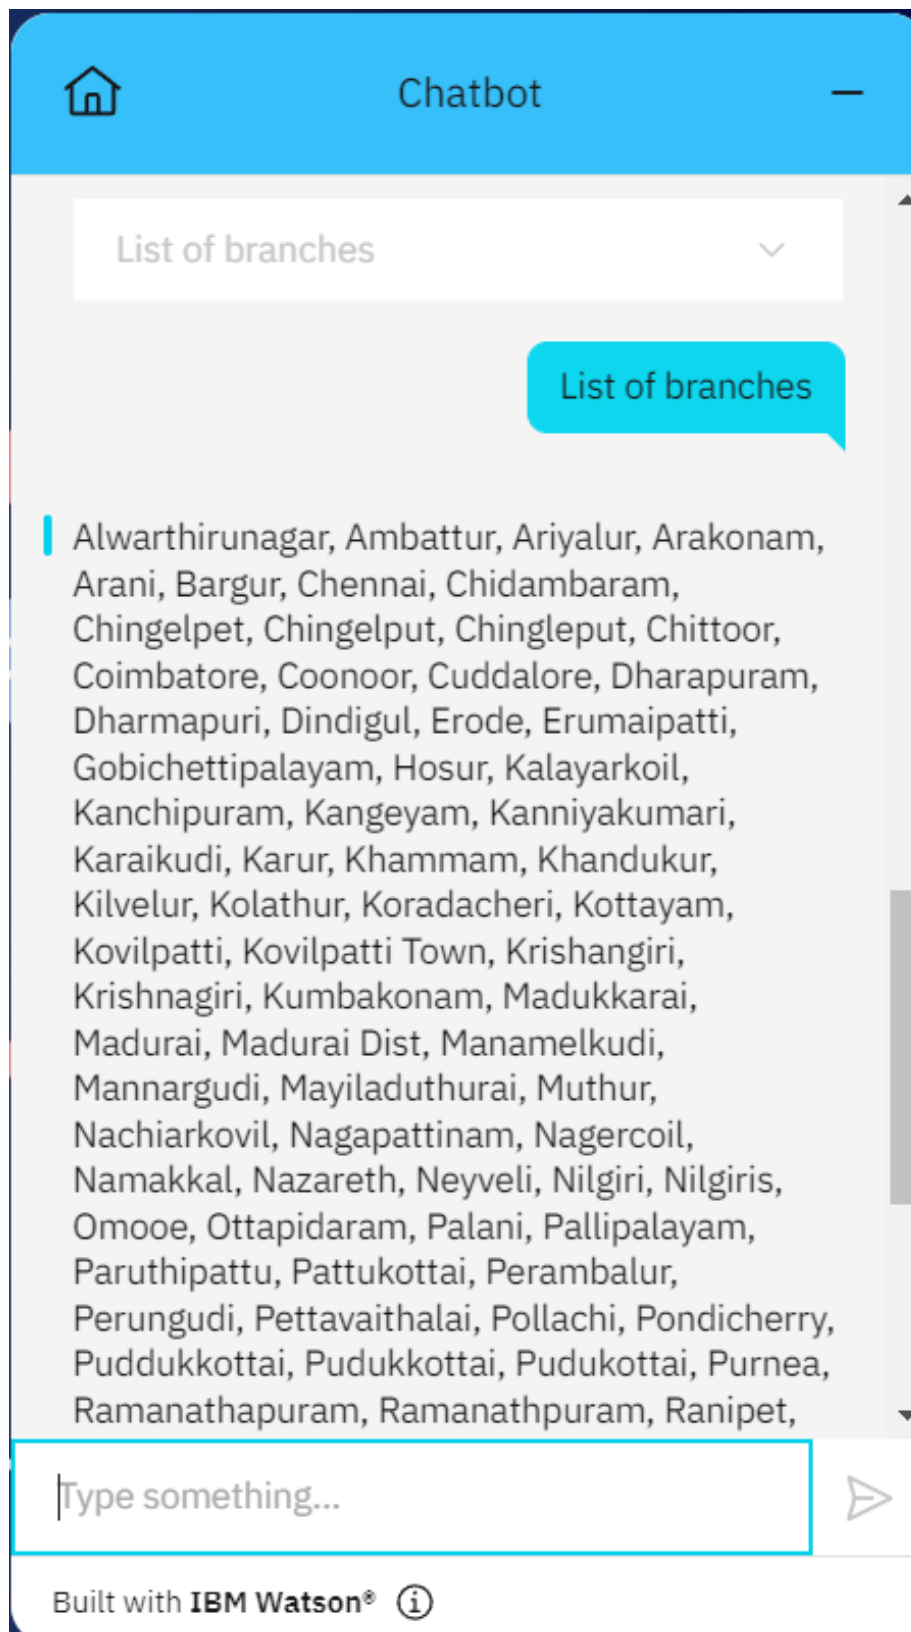 Chatbot
List of branches
List of branches
Alwarthirunagar, Ambattur, Ariyalur, Arakonam,
Arani, Bargur, Chennai, Chidambaram,
Chingelpet, Chingelput, Chingleput, Chittoor,
Coimbatore, Coonoor, Cuddalore, Dharapuram,
Dharmapuri, Dindigul, Erode, Erumaipatti,
Gobichettipalayam, Hosur, Kalayarkoil,
Kanchipuram, Kangeyam, Kanniyakumari,
Karaikudi, Karur, Khammam, Khandukur,
Kilvelur, Kolathur, Koradacheri, Kottayam,
Kovilpatti, Kovilpatti Town, Krishangiri,
Krishnagiri, Kumbakonam, Madukkarai,
Madurai, Madurai Dist, Manamelkudi,
Mannargudi, Mayiladuthurai, Muthur,
Nachiarkovil, Nagapattinam, Nagercoil,
Namakkal, Nazareth, Neyveli, Nilgiri, Nilgiris,
Omooe, Ottapidaram, Palani, Pallipalayam,
Paruthipattu, Pattukottai, Perambalur,
Perungudi, Pettavaithalai, Pollachi, Pondicherry,
Puddukkottai, Pudukkottai, Pudukottai, Purnea,
Ramanathapuram, Ramanathpuram, Ranipet,
Type something...
Built with IBM Watson®